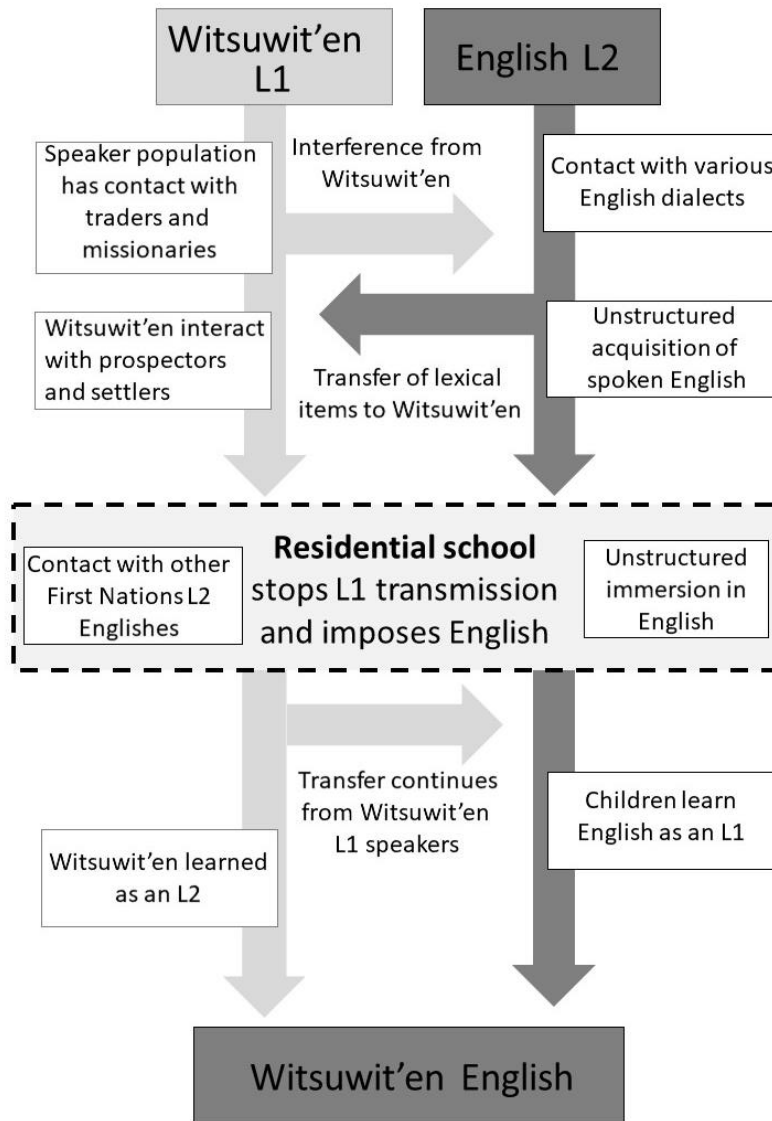 Witsuwit’en
L1
English L2
Speaker population
has contact with
traders and
missionaries
Interference from
Witsuwit’en
Contact with various
English dialects
Witsuwit’en interact
with prospectors
and settlers
Transfer of lexical
items to Witsuwit’en
Unstructured
acquisition of
spoken English
Contact with other
First Nations L2
Englishes
Residential school
stops L1 transmission
and imposes English
Unstructured
immersion in
English
Transfer continues
from Witsuwit’en
L1 speakers
Witsuwit’en learned
as an L2
Children learn
English as an L1
Witsuwit’en English